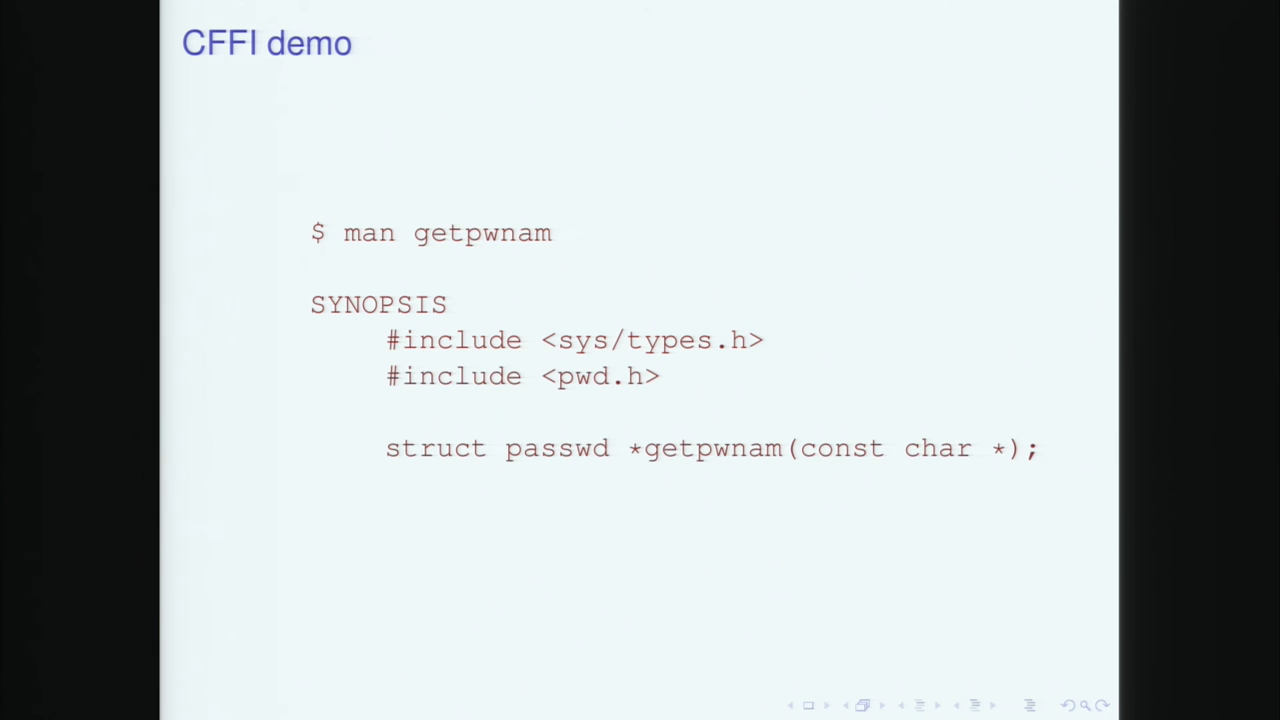 CFFI demo
$ man getpwnam
SYNOPSIS
#include <sys/types.h>
#include <pwd.h>
struct passwd *getpwnam(const char *);